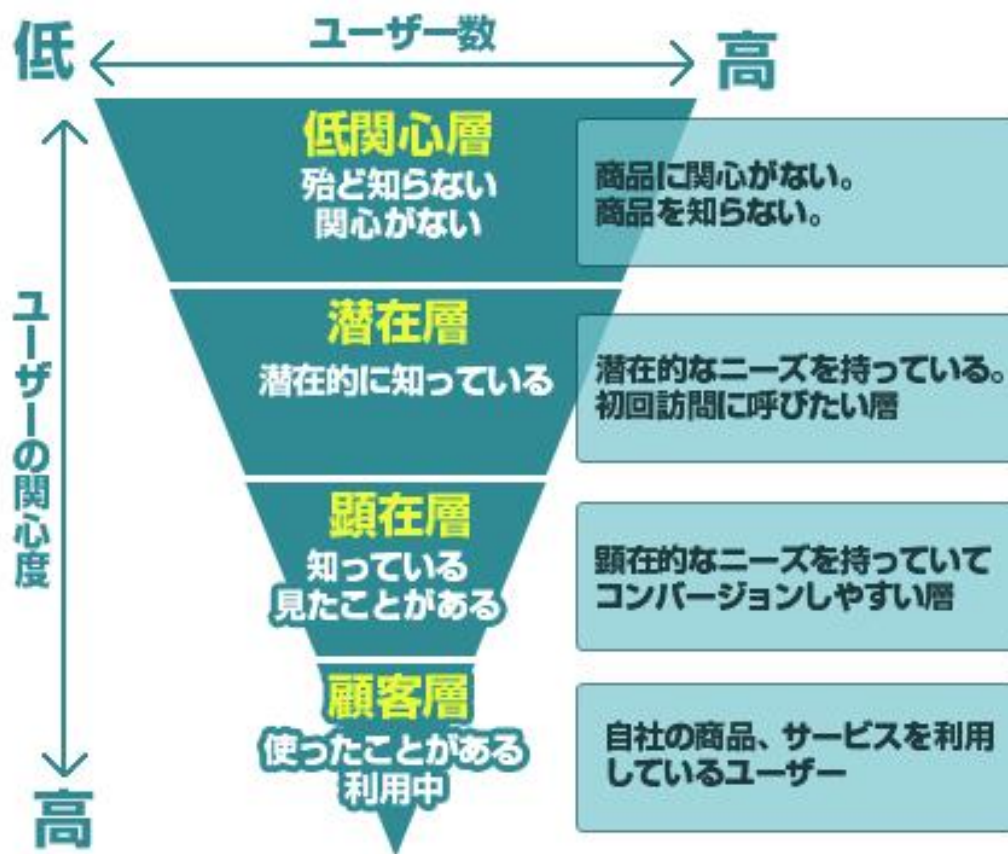 低
ユーザー数
高
ユーザーの関心度
高
低関心層
殆ど知らない
関心がない
商品に関心がない。
商品を知らない。
潜在層
潜在的に知っている
潜在的なニーズを持っている。
初回訪問に呼びたい層
顕在層
知っている
見たことがある
顕在的なニーズを持っていて
コンバージョンしやすい層
顧客層
使ったことがある
利用中
自社の商品、サービスを利用
しているユーザー